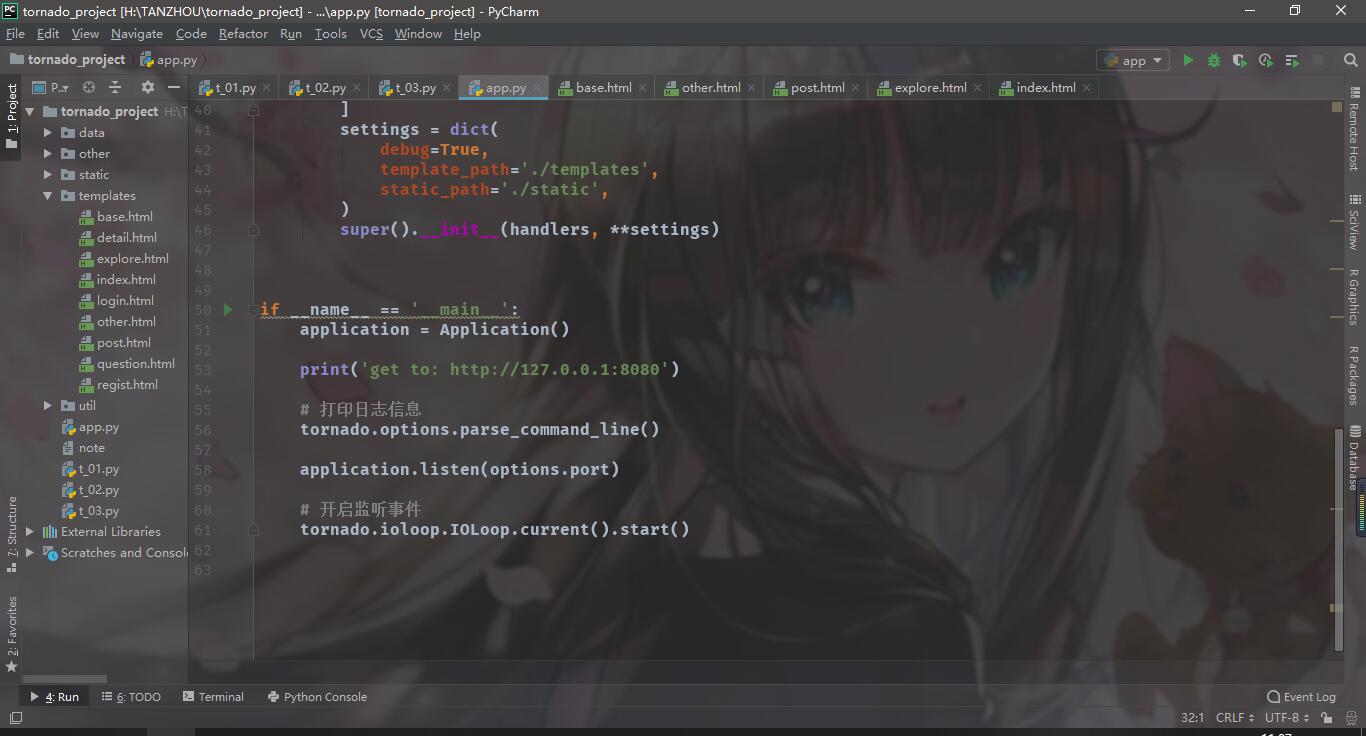 PC tornado_project [H:\TANZHOU\tornado_project] - ...\app.py [tornado_project] - PyCharm
File Edit View Navigate Code Refactor Run Tools VCS Window Help
tornado_project app.py app
1: Project P.. t_01.py t_02.py t_03.py app.py base.html other.html post.html explore.html index.html
tornado_project H:\T
data
other
static
templates
base.html
detail.html
explore.html
index.html
login.html
other.html
post.html
question.html
regist.html
util
app.py
note
t_01.py
t_02.py
t_03.py
External Libraries
Scratches and Consol
7: Structure
2: Favorites
40 ]
41 settings = dict(
42 debug=True,
43 template_path='./templates',
44 static_path='./static',
45 )
46 super().__init__(handlers, **settings)
47
48
49
50 if __name__ == '__main__':
51 application = Application()
52
53 print('get to: http://127.0.0.1:8080')
54
55 # 打印日志信息
56 tornado.options.parse_command_line()
57
58 application.listen(options.port)
59
60 # 开启监听事件
61 tornado.ioloop.IOLoop.current().start()
62
63
Remote Host
SciView
R Graphics
R Packages
Database
4: Run 6: TODO Terminal Python Console Event Log
32:1 CRLF UTF-8